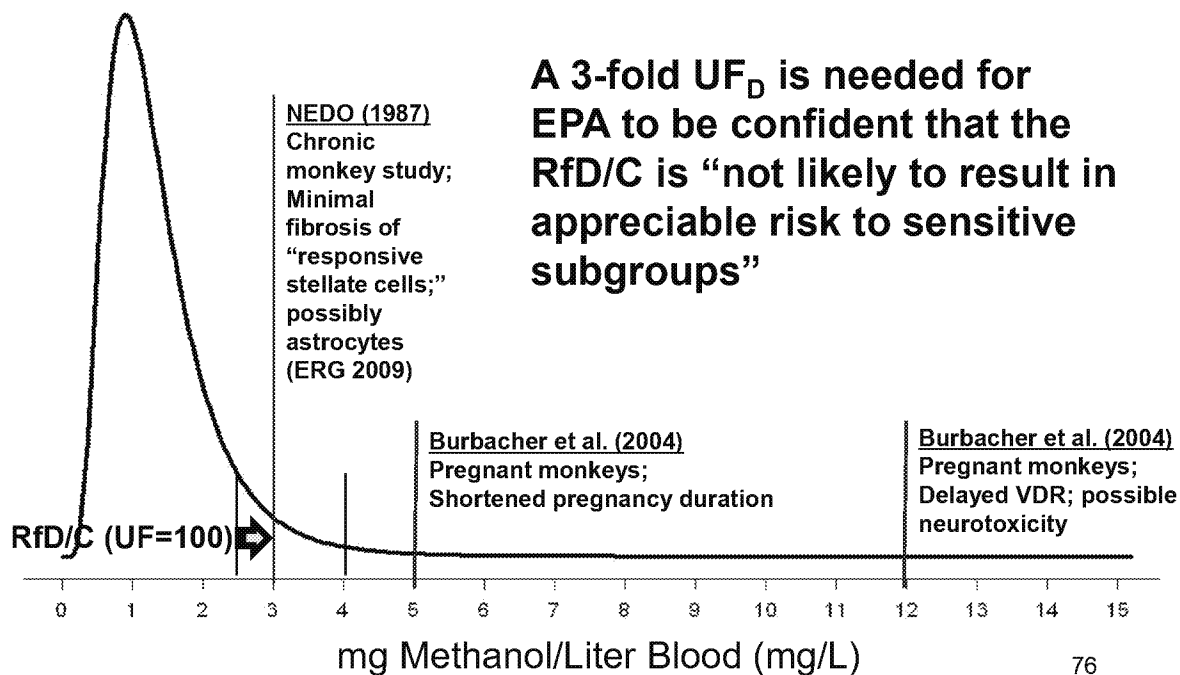 A 3-fold UFD is needed for
EPA to be confident that the
RfD/C is “not likely to result in
appreciable risk to sensitive
subgroups”
NEDO (1987)
Chronic
monkey study;
Minimal
fibrosis of
“responsive
stellate cells;”
possibly
astrocytes
(ERG 2009)
Burbacher et al. (2004)
Pregnant monkeys;
Shortened pregnancy duration
Burbacher et al. (2004)
Pregnant monkeys;
Delayed VDR; possible
neurotoxicity
RfD/C (UF=100)
0 1 2 3 4 5 6 7 8 9 10 11 12 13 14 15
mg Methanol/Liter Blood (mg/L)
76